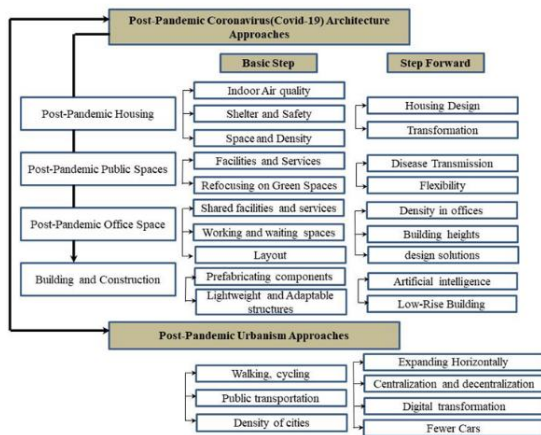 Post-Pandemic Coronavirus(Covid-19) Architecture
Approaches
Basic Step
Step Forward
Post-Pandemic Housing
Indoor Air quality
Shelter and Safety
Space and Density
Housing Design
Transformation
Post-Pandemic Public Spaces
Facilities and Services
Refocusing on Green Spaces
Disease Transmission
Flexibility
Post-Pandemic Office Space
Shared facilities and services
Working and waiting spaces
Layout
Density in offices
Building heights
design solutions
Building and Construction
Prefabricating components
Lightweight and Adaptable
structures
Artificial intelligence
Low-Rise Building
Post-Pandemic Urbanism Approaches
Walking, cycling
Public transportation
Density of cities
Expanding Horizontally
Centralization and decentralization
Digital transformation
Fewer Cars